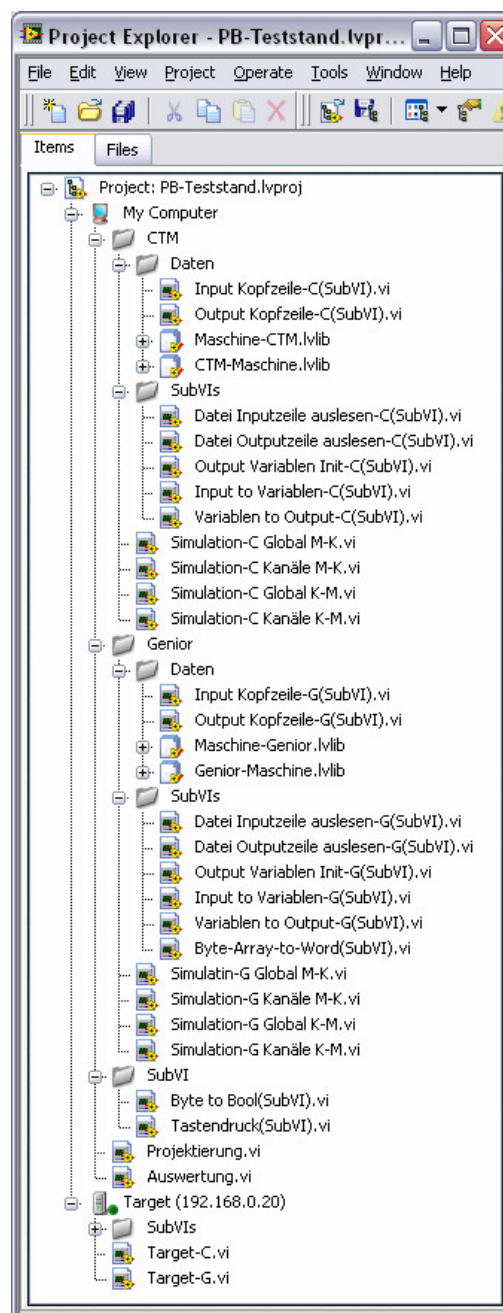 Project Explorer - PB-Teststand.lvpr...
File Edit View Project Operate Tools Window Help
Items Files
Project: PB-Teststand.lvproj
My Computer
CTM
Daten
Input Kopfzeile-C(SubVI).vi
Output Kopfzeile-C(SubVI).vi
Maschine-CTM.lvlib
CTM-Maschine.lvlib
SubVIs
Datei Inputzeile auslesen-C(SubVI).vi
Datei Outputzeile auslesen-C(SubVI).vi
Output Variablen Init-C(SubVI).vi
Input to Variablen-C(SubVI).vi
Variablen to Output-C(SubVI).vi
Simulation-C Global M-K.vi
Simulation-C Kanäle M-K.vi
Simulation-C Global K-M.vi
Simulation-C Kanäle K-M.vi
Genior
Daten
Input Kopfzeile-G(SubVI).vi
Output Kopfzeile-G(SubVI).vi
Maschine-Genior.lvlib
Genior-Maschine.lvlib
SubVIs
Datei Inputzeile auslesen-G(SubVI).vi
Datei Outputzeile auslesen-G(SubVI).vi
Output Variablen Init-G(SubVI).vi
Input to Variablen-G(SubVI).vi
Variablen to Output-G(SubVI).vi
Byte-Array-to-Word(SubVI).vi
Simulatin-G Global M-K.vi
Simulation-G Kanäle M-K.vi
Simulation-G Global K-M.vi
Simulation-G Kanäle K-M.vi
SubVI
Byte to Bool(SubVI).vi
Tastendruck(SubVI).vi
Projektierung.vi
Auswertung.vi
Target (192.168.0.20)
SubVIs
Target-C.vi
Target-G.vi